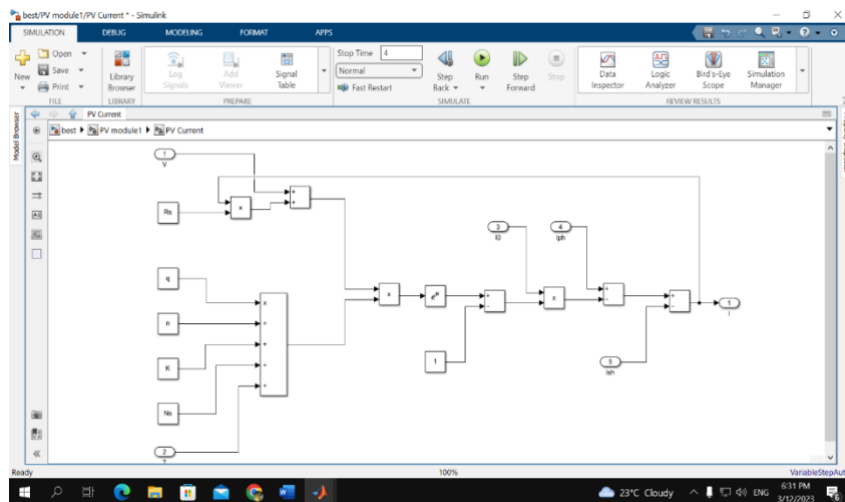 best/PV module1/PV Current * - Simulink
SIMULATION DEBUG MODELING FORMAT APPS
New
Open
Save
Print
FILE
Library Browser
LIBRARY
Log Signals
Add Viewer
Signal Table
PREPARE
Stop Time 4
Normal
Fast Restart
Step Back
Run
Step Forward
Stop
SIMULATE
Data Inspector
Logic Analyzer
Bird's-Eye Scope
Simulation Manager
REVIEW RESULTS
Model Browser
PV Current
best PV module1 PV Current
1
V
Rs
x
+
+
q
n
K
Ns
2
x
÷
÷
÷
÷
x
eᵘ
1
+
-
3
I0
x
4
Iph
+
-
+
-
5
Ish
1
I
Ready
100%
VariableStepAut
23°C Cloudy
ENG
6:31 PM
3/12/2023